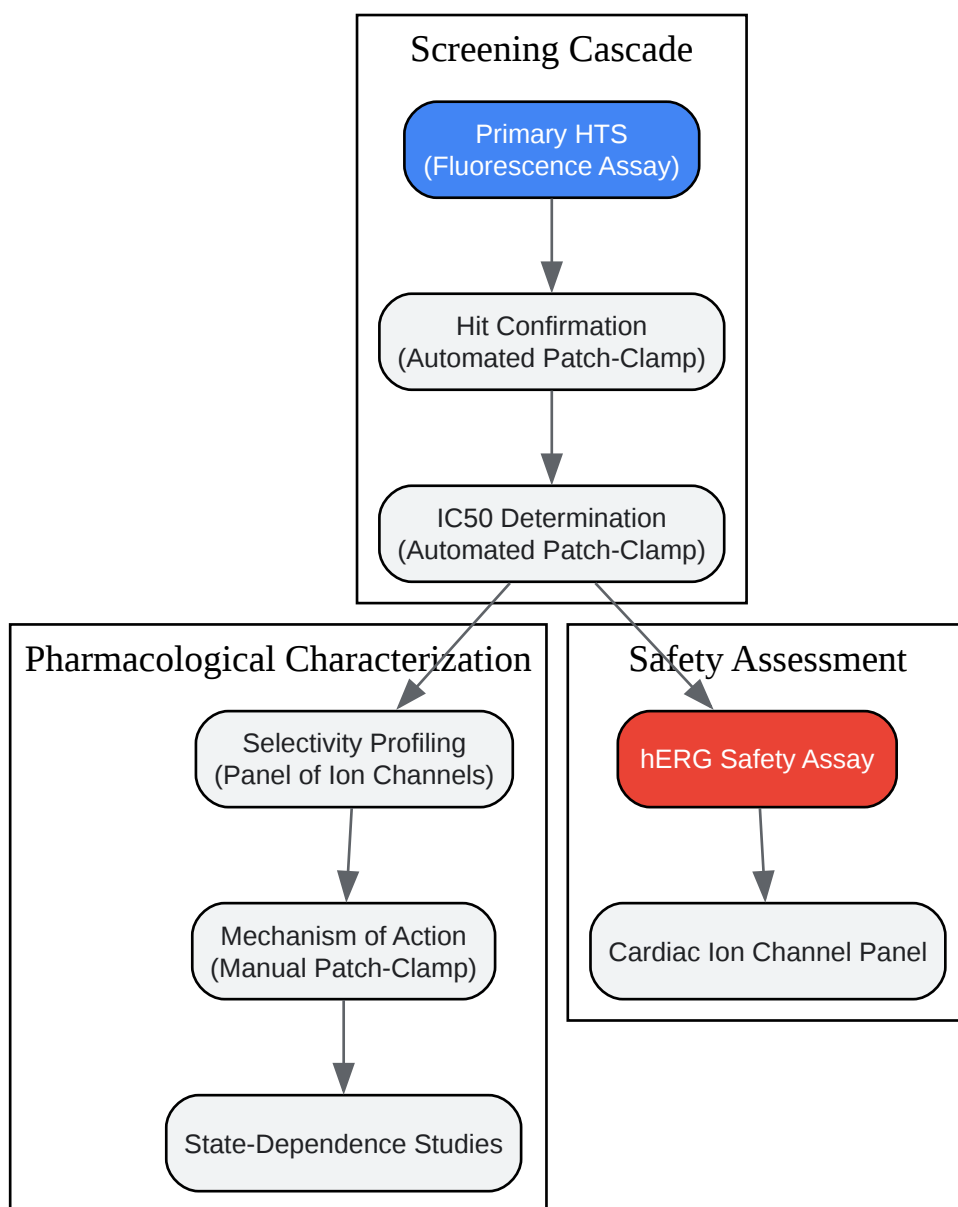 Screening Cascade
Primary HTS
(Fluorescence Assay)
Hit Confirmation
(Automated Patch-Clamp)
IC50 Determination
(Automated Patch-Clamp)
Pharmacological Characterization
Selectivity Profiling
(Panel of Ion Channels)
Mechanism of Action
(Manual Patch-Clamp)
State-Dependence Studies
Safety Assessment
hERG Safety Assay
Cardiac Ion Channel Panel